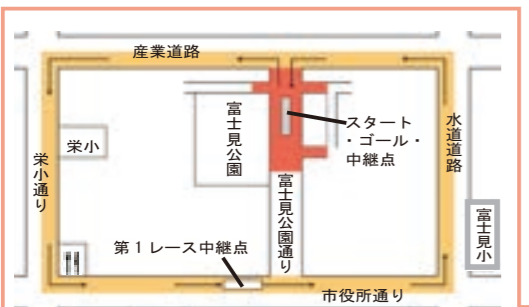 産業道路
富士見公園
スタート
・ゴール・
中継点
水道道路
栄小
栄小通り
富士見公園通り
富士見小
第1レース中継点
市役所通り